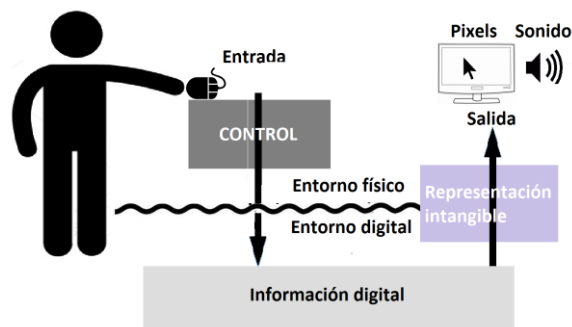 Pixels Sonido
Entrada
Salida
CONTROL
Entorno físico
Representación
intangible
Entorno digital
Información digital